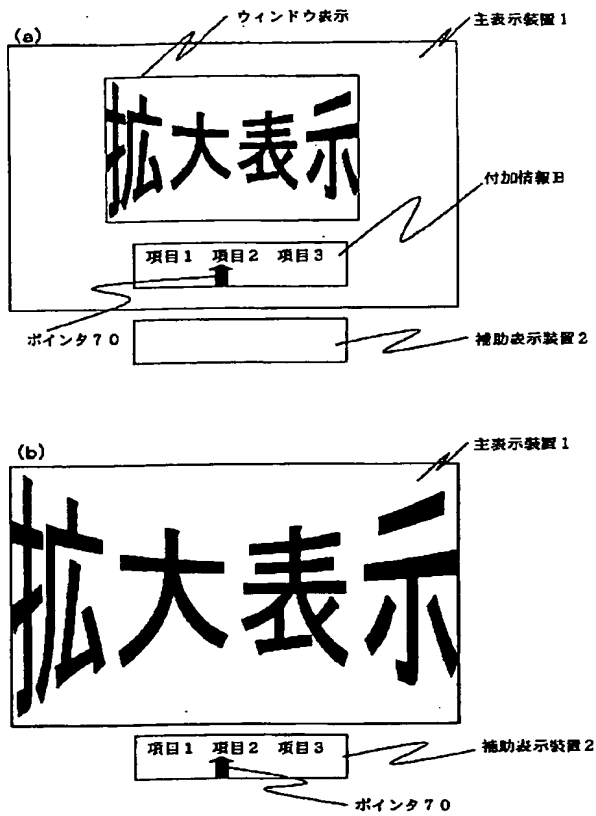 (a)
ウィンドウ表示
主表示装置1
拡大表示
付加情報B
項目1 項目2 項目3
ポインタ70
補助表示装置2
(b)
主表示装置1
拡大表示
項目1 項目2 項目3
補助表示装置2
ポインタ70